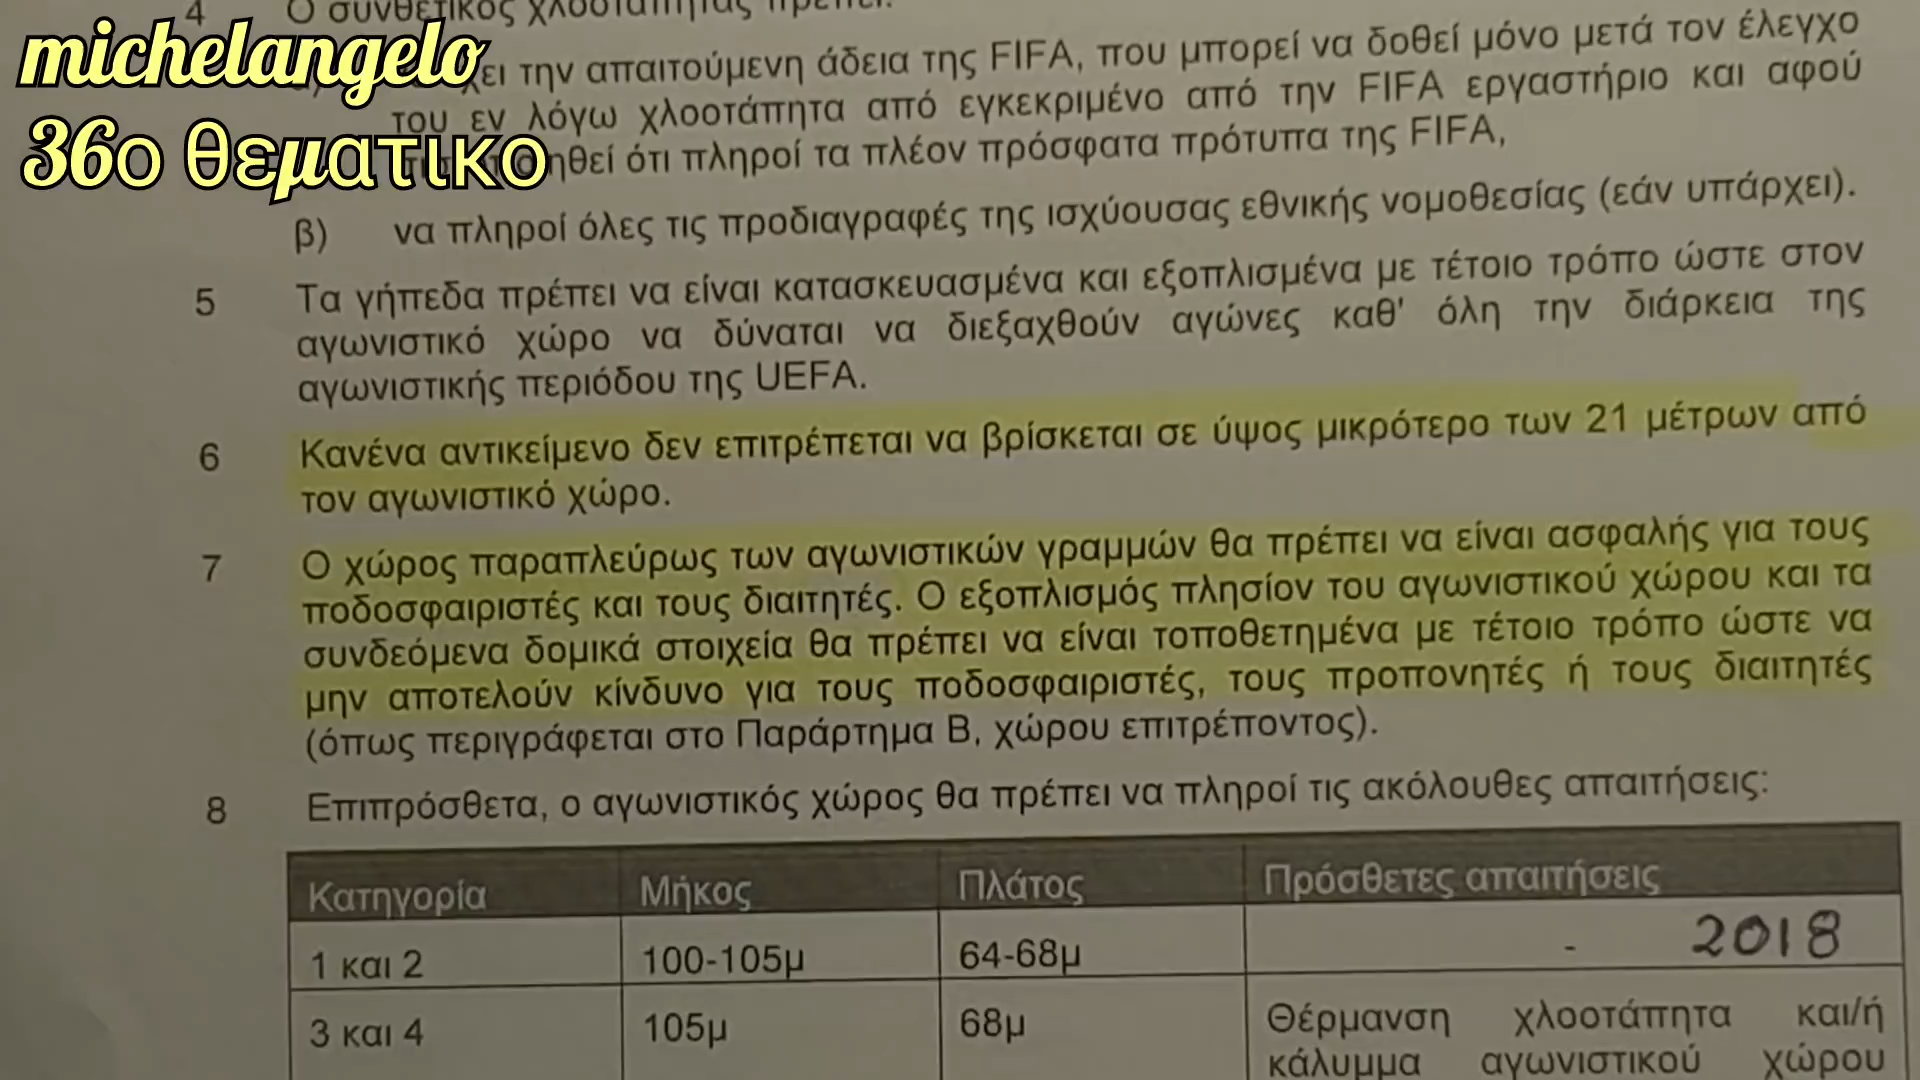 michelangelo
36ο θεματικο
4 Ο συνθετικός χλοοτάπητας πρέπει:
την απαιτούμενη άδεια της FIFA, που μπορεί να δοθεί μόνο μετά τον έλεγχο
του εν λόγω χλοοτάπητα από εγκεκριμένο από την FIFA εργαστήριο και αφού
ότι πληροί τα πλέον πρόσφατα πρότυπα της FIFA,
β) να πληροί όλες τις προδιαγραφές της ισχύουσας εθνικής νομοθεσίας (εάν υπάρχει).
5 Τα γήπεδα πρέπει να είναι κατασκευασμένα και εξοπλισμένα με τέτοιο τρόπο ώστε στον
αγωνιστικό χώρο να δύναται να διεξαχθούν αγώνες καθ' όλη την διάρκεια της
αγωνιστικής περιόδου της UEFA.
6 Κανένα αντικείμενο δεν επιτρέπεται να βρίσκεται σε ύψος μικρότερο των 21 μέτρων από
τον αγωνιστικό χώρο.
7 Ο χώρος παραπλεύρως των αγωνιστικών γραμμών θα πρέπει να είναι ασφαλής για τους
ποδοσφαιριστές και τους διαιτητές. Ο εξοπλισμός πλησίον του αγωνιστικού χώρου και τα
συνδεόμενα δομικά στοιχεία θα πρέπει να είναι τοποθετημένα με τέτοιο τρόπο ώστε να
μην αποτελούν κίνδυνο για τους ποδοσφαιριστές, τους προπονητές ή τους διαιτητές
(όπως περιγράφεται στο Παράρτημα Β, χώρου επιτρέποντος).
8 Επιπρόσθετα, ο αγωνιστικός χώρος θα πρέπει να πληροί τις ακόλουθες απαιτήσεις:
Κατηγορία Μήκος Πλάτος Πρόσθετες απαιτήσεις
1 και 2 100-105μ 64-68μ - 2018
3 και 4 105μ 68μ Θέρμανση χλοοτάπητα και/ή
κάλυμμα αγωνιστικού χώρου